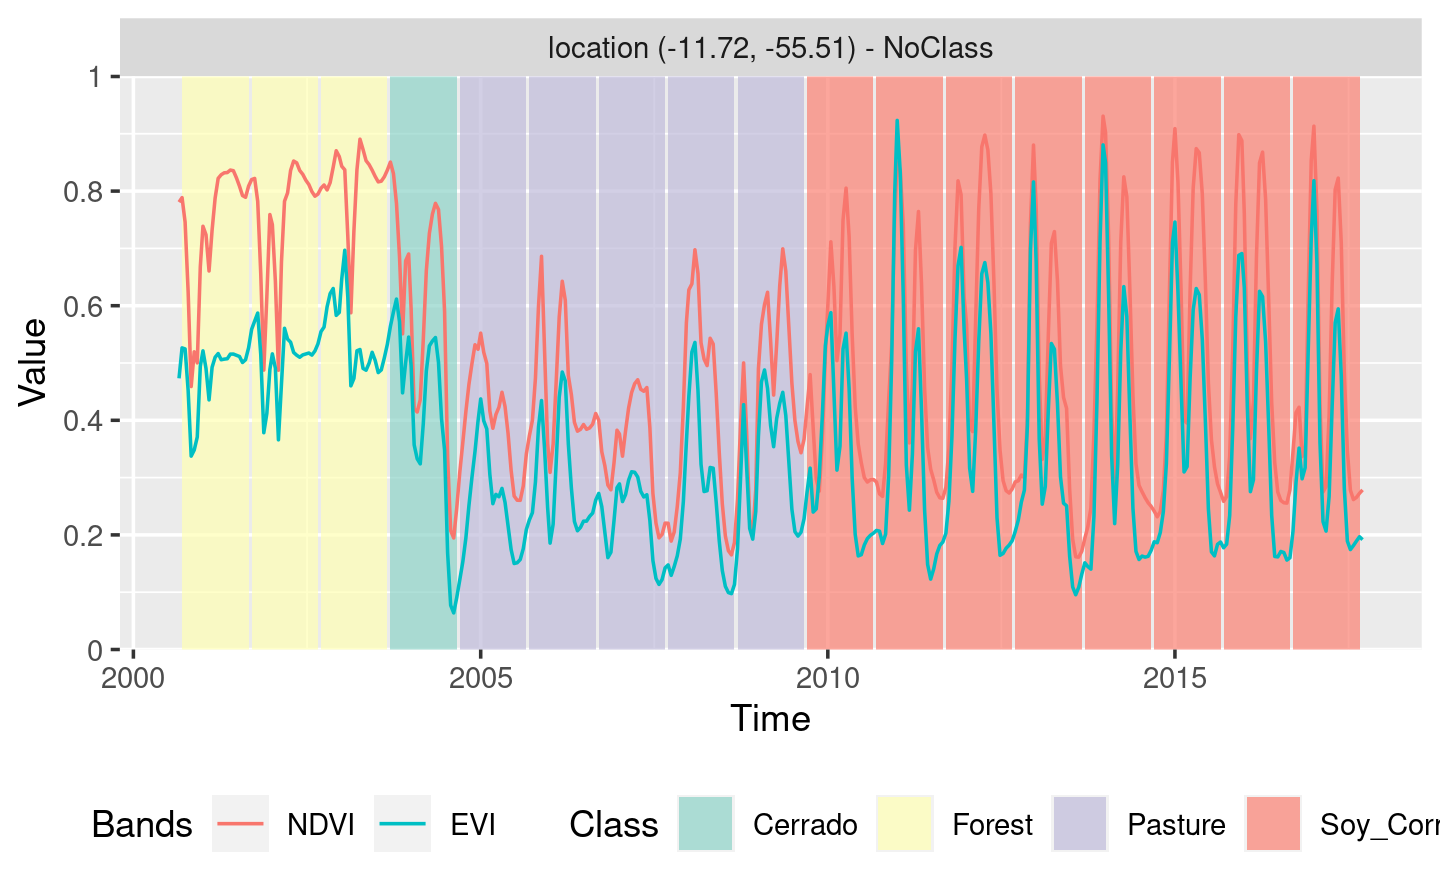 location (-11.72, -55.51) - NoClass
1
0.8
0.6
0.4
0.2
0
Value
2000 2005 2010 2015
Time
Bands NDVI EVI Class Cerrado Forest Pasture Soy_Corr